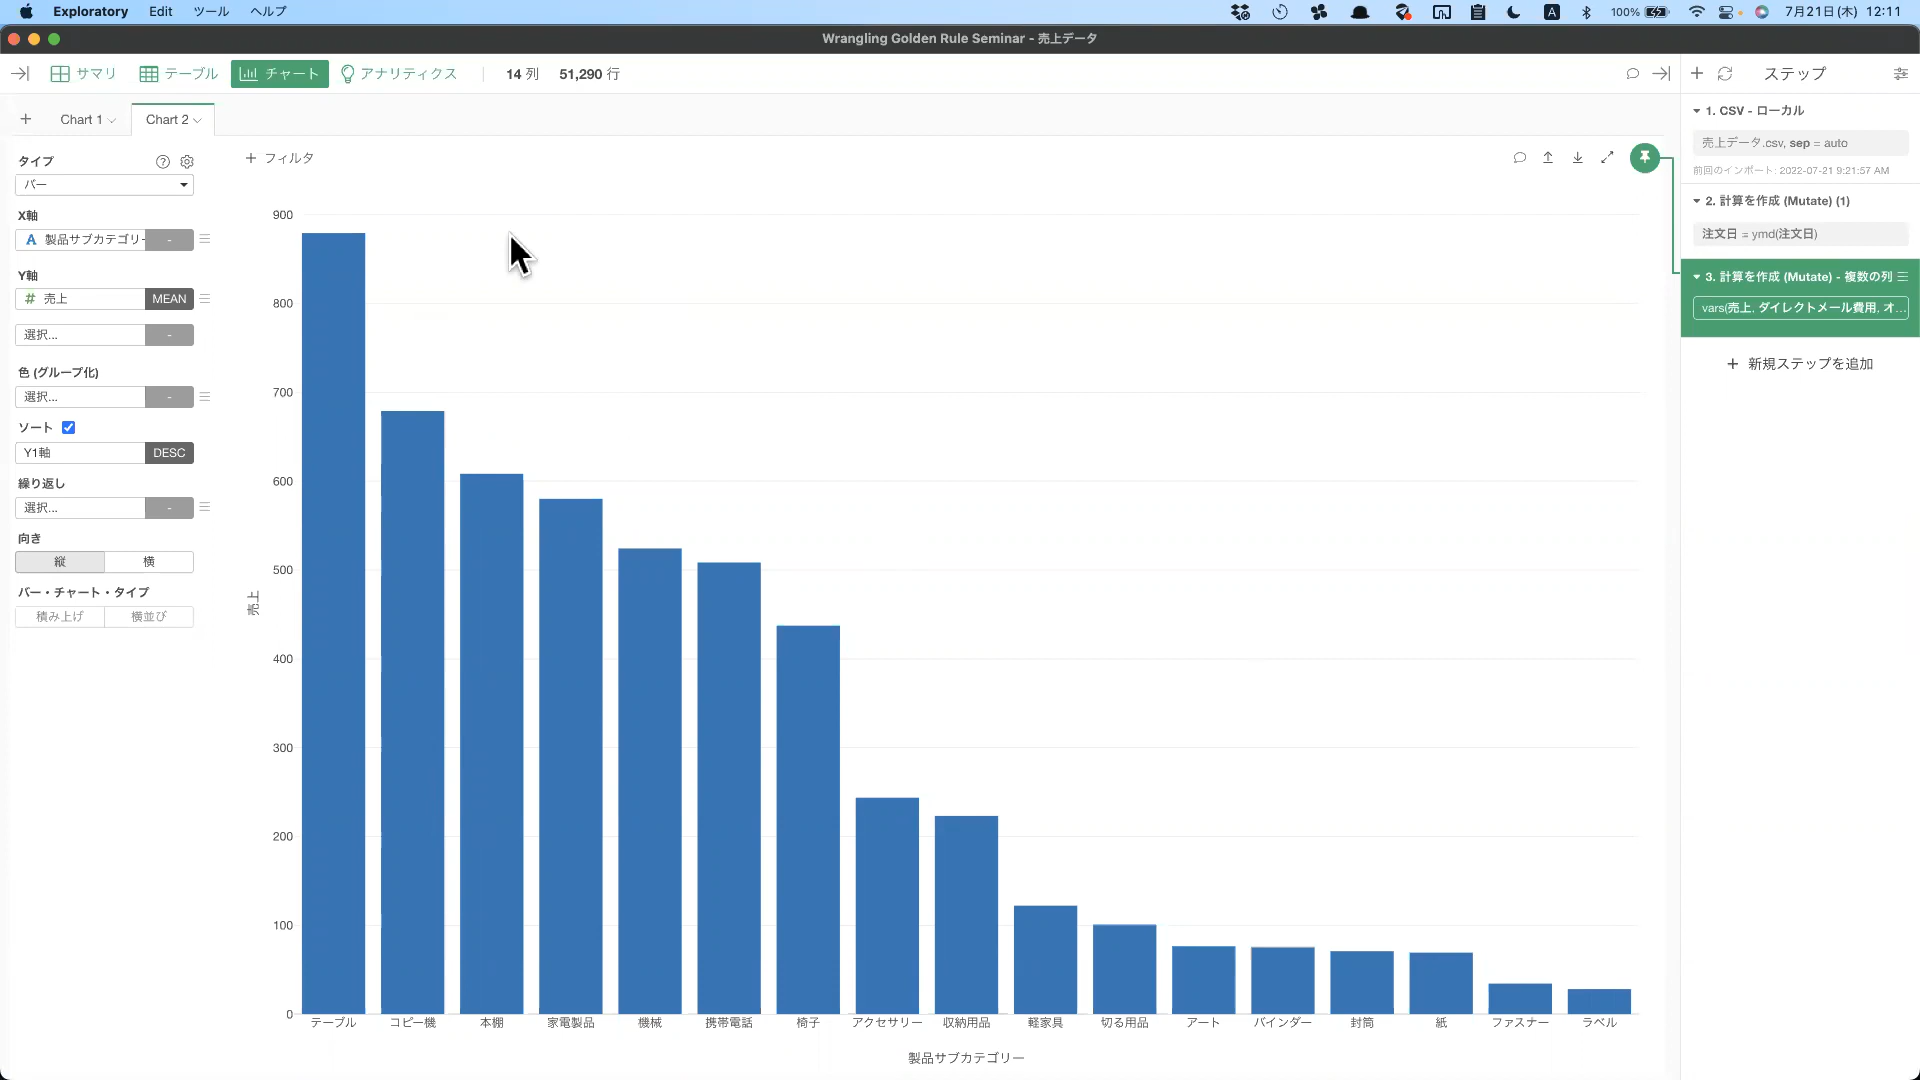 Exploratory Edit ツール ヘルプ 100% 7月21日(木) 12:11
Wrangling Golden Rule Seminar - 売上データ
サマリ テーブル チャート アナリティクス 14 列 51,290 行
ステップ
Chart 1 Chart 2
タイプ
バー
X軸
A 製品サブカテゴリ -
Y軸
# 売上 MEAN
選択... -
色 (グループ化)
選択... -
ソート
Y1軸 DESC
繰り返し
選択... -
向き
縦 横
バー・チャート・タイプ
積み上げ 横並び
+ フィルタ
900
800
700
600
500
400
300
200
100
0
売上
テーブル コピー機 本棚 家電製品 機械 携帯電話 椅子 アクセサリー 収納用品 軽家具 切る用品 アート バインダー 封筒 紙 ファスナー ラベル
製品サブカテゴリー
1. CSV - ローカル
売上データ.csv, sep = auto
前回のインポート: 2022-07-21 9:21:57 AM
2. 計算を作成 (Mutate) (1)
注文日 = ymd(注文日)
3. 計算を作成 (Mutate) - 複数の列
vars(売上, ダイレクトメール費用, オ...
+ 新規ステップを追加